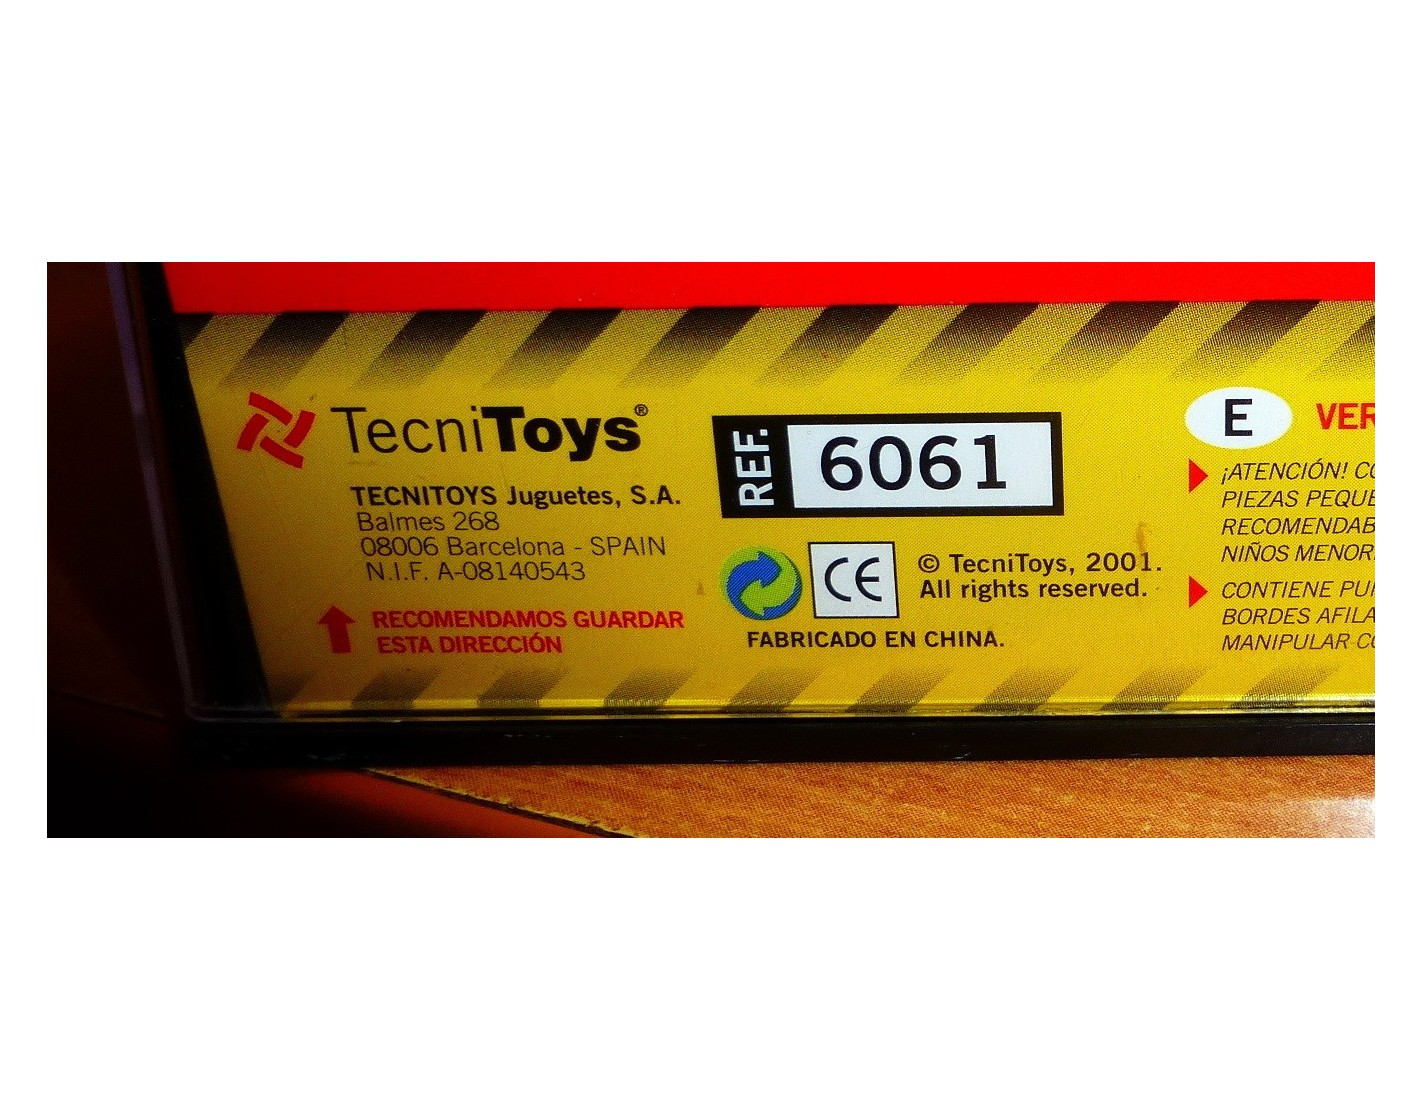 TecniToys®
TECNITOYS Juguetes, S.A.
Balmes 268
08006 Barcelona - SPAIN
N.I.F. A-08140543
RECOMENDAMOS GUARDAR
ESTA DIRECCIÓN
REF. 6061
CE
© TecniToys, 2001.
All rights reserved.
FABRICADO EN CHINA.
E
¡ATENCIÓN!
PIEZAS
NIÑOS
CONTIENE
BORDES
MANIPULAR